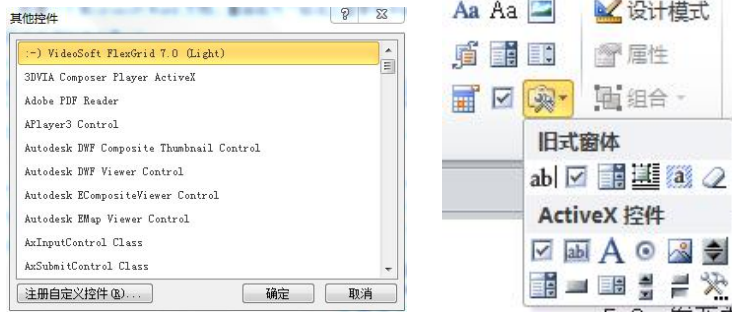 其他控件
:-) VideoSoft FlexGrid 7.0 (Light)
3DVIA Composer Player ActiveX
Adobe PDF Reader
APlayer3 Control
Autodesk DWF Composite Thumbnail Control
Autodesk DWF Viewer Control
Autodesk ECompositeViewer Control
Autodesk EMap Viewer Control
AxInputControl Class
AxSubmitControl Class
注册自定义控件(R)...
确定
取消
Aa Aa
设计模式
属性
组合
旧式窗体
ab|
a
ActiveX 控件
abl
A